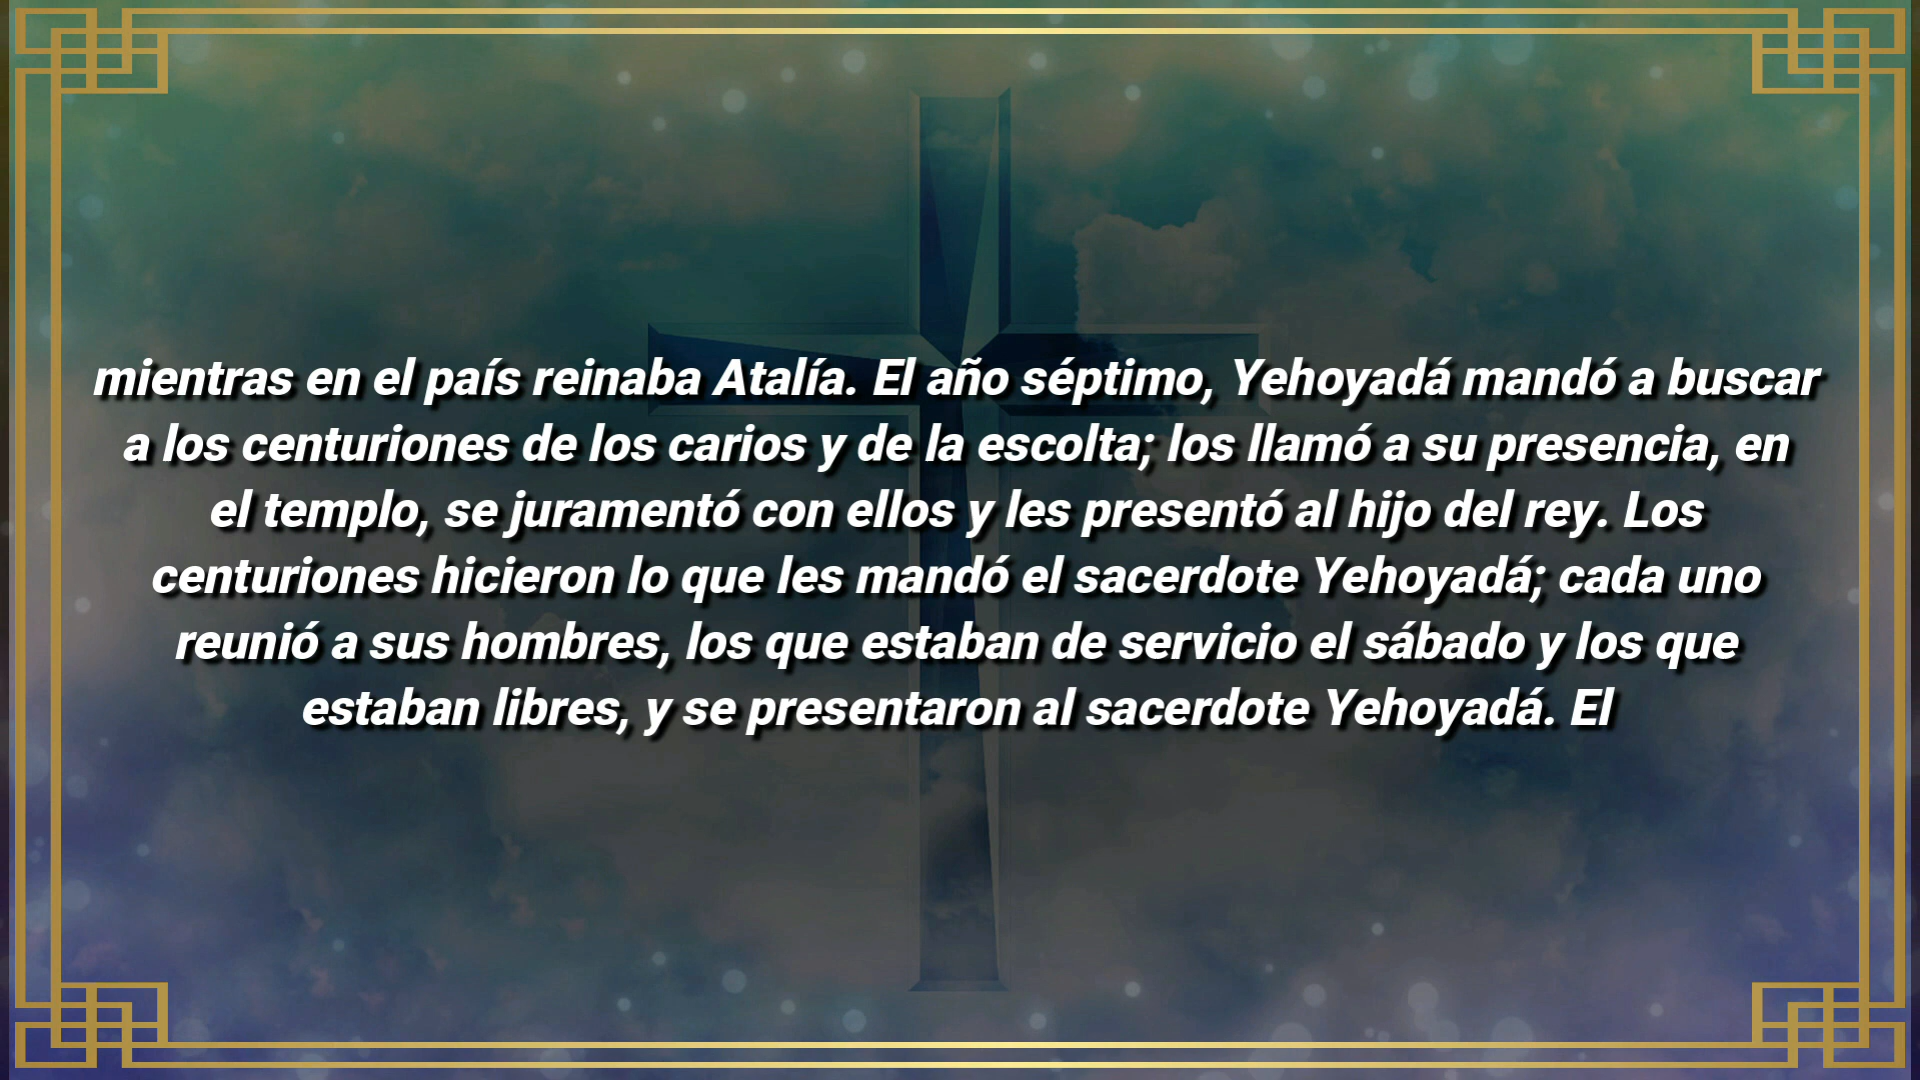 mientras en el país reinaba Atalía. El año séptimo, Yehoyadá mandó a buscar
a los centuriones de los carios y de la escolta; los llamó a su presencia, en
el templo, se juramentó con ellos y les presentó al hijo del rey. Los
centuriones hicieron lo que les mandó el sacerdote Yehoyadá; cada uno
reunió a sus hombres, los que estaban de servicio el sábado y los que
estaban libres, y se presentaron al sacerdote Yehoyadá. El